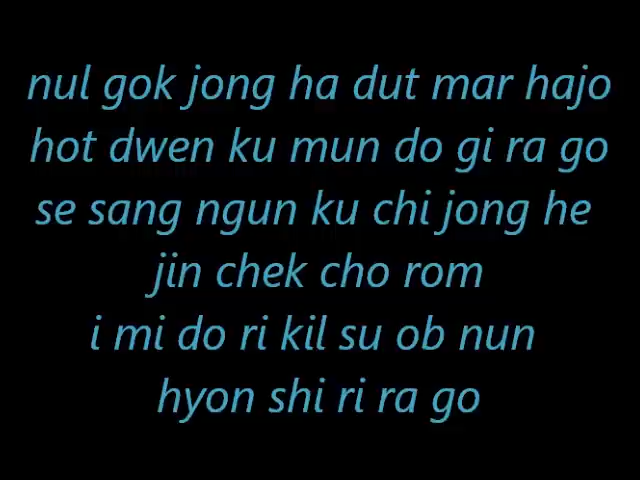 nul gok jong ha dut mar hajo
hot dwen ku mun do gi ra go
se sang ngun ku chi jong he
jin chek cho rom
i mi do ri kil su ob nun
hyon shi ri ra go